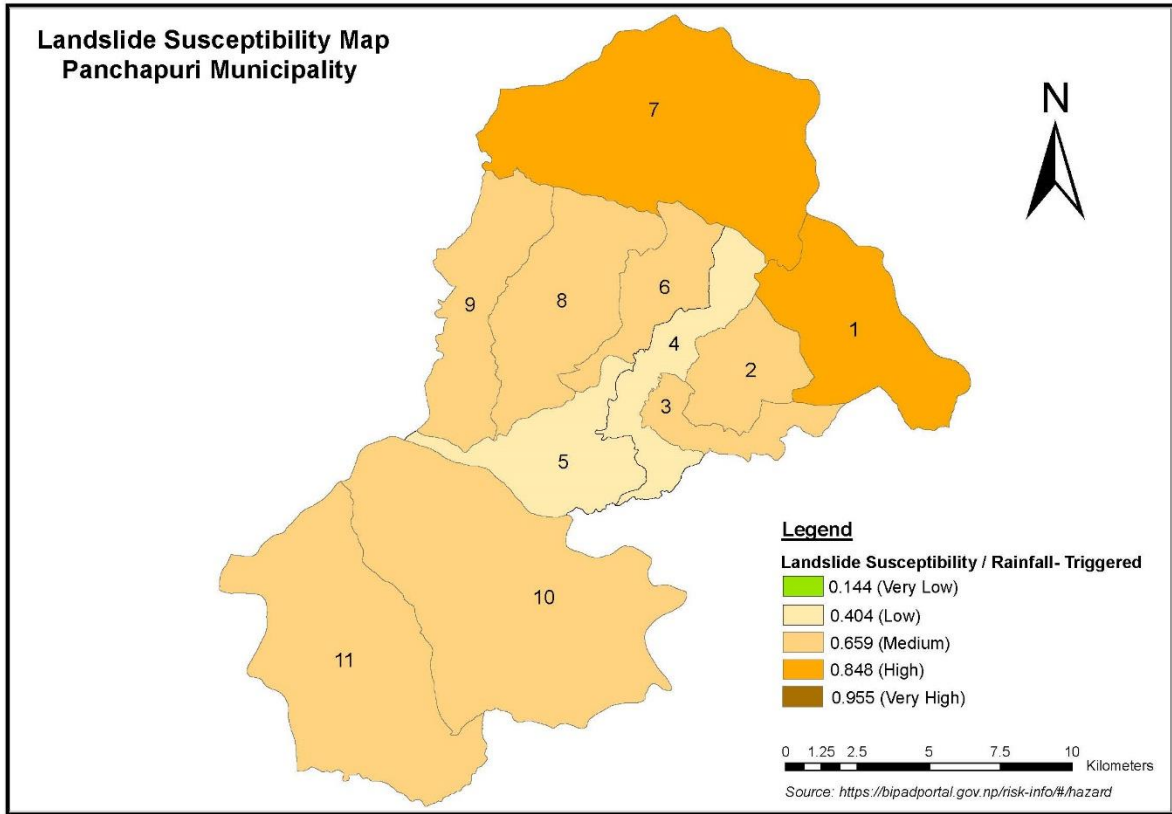 Landslide Susceptibility Map
Panchapuri Municipality
N
7
9
8
6
1
4
2
3
5
10
11
Legend
Landslide Susceptibility / Rainfall- Triggered
0.144 (Very Low)
0.404 (Low)
0.659 (Medium)
0.848 (High)
0.955 (Very High)
0 1.25 2.5 5 7.5 10
Kilometers
Source: https://bipadportal.gov.np/risk-info/#/hazard